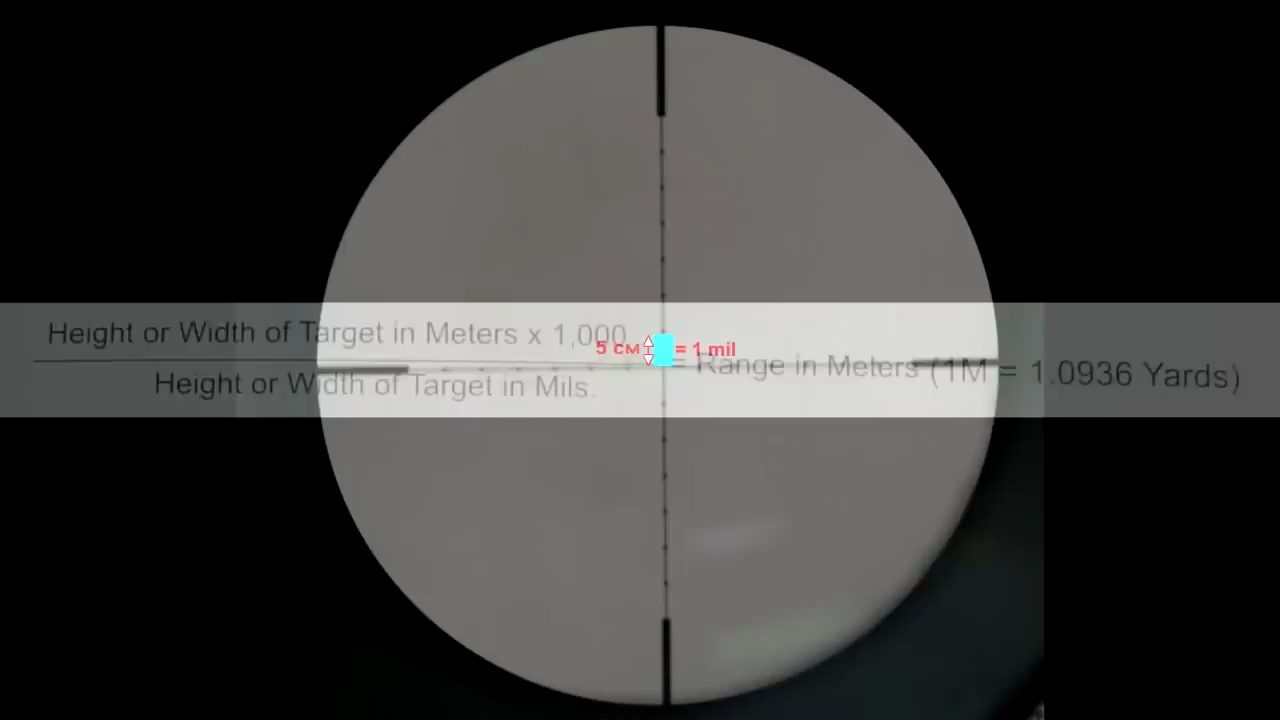 Height or Width of Target in Meters x 1,000
5 см = 1 mil
= Range in Meters (1M = 1.0936 Yards)
Height or Width of Target in Mils.